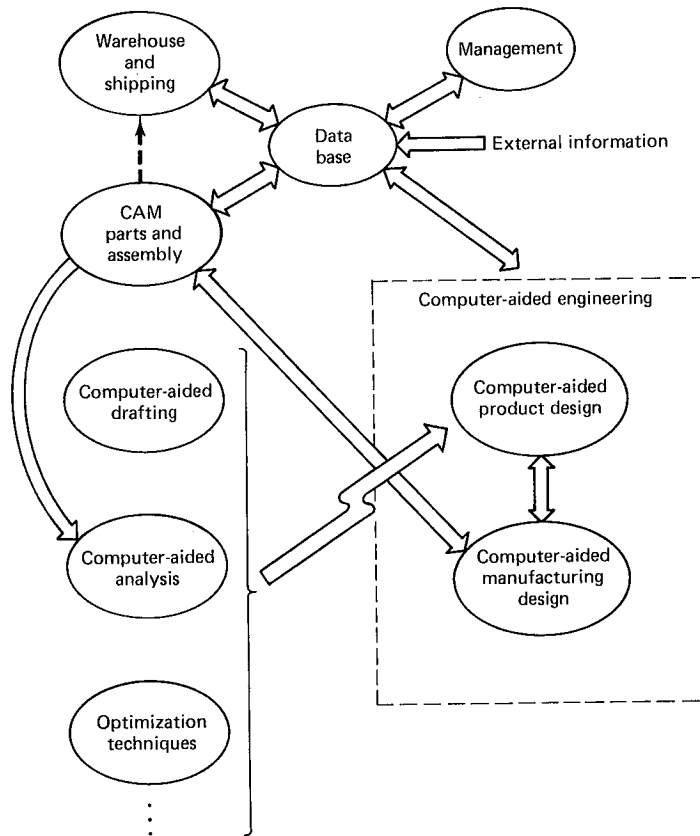 Warehouse
and
shipping
Management
Data
base
External information
CAM
parts and
assembly
Computer-aided engineering
Computer-aided
drafting
Computer-aided
product design
Computer-aided
analysis
Computer-aided
manufacturing
design
Optimization
techniques